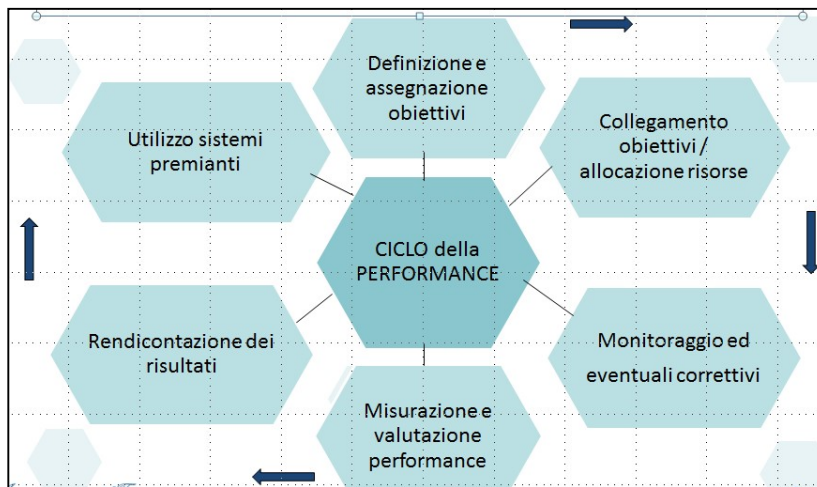 Definizione e
assegnazione
obiettivi
Collegamento
obiettivi /
allocazione risorse
Monitoraggio ed
eventuali correttivi
Misurazione e
valutazione
performance
Rendicontazione dei
risultati
Utilizzo sistemi
premianti
CICLO della
PERFORMANCE